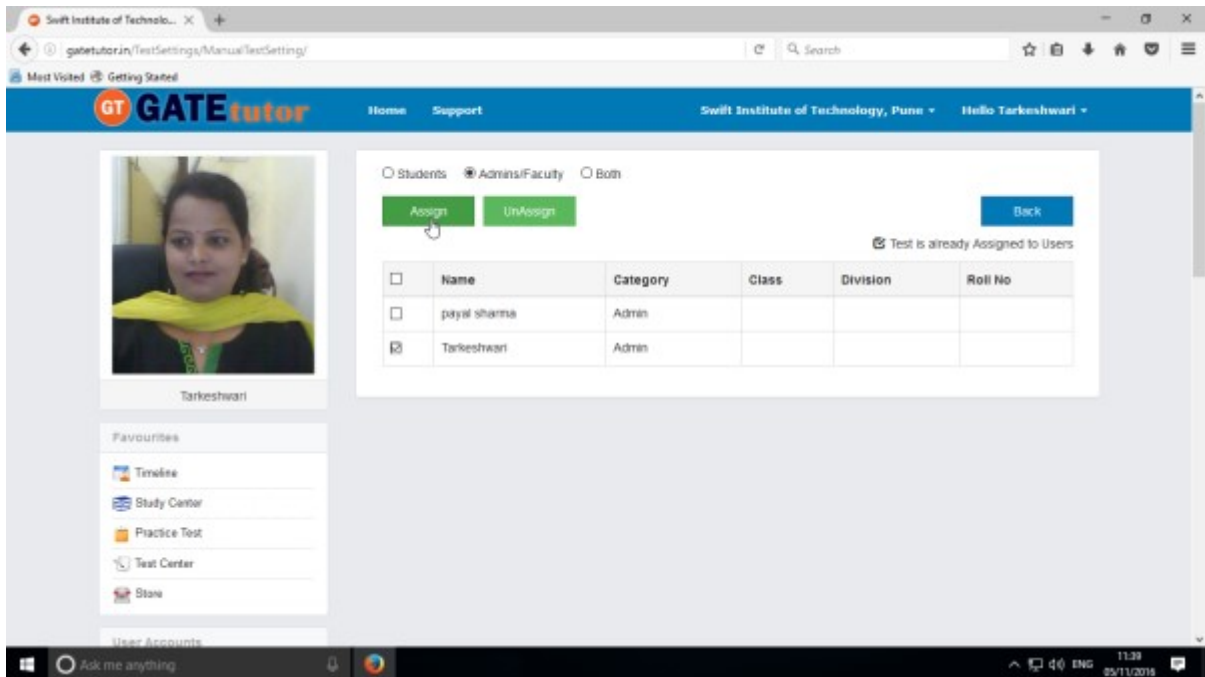 Swift Institute of Technolo...
gatetutor.in/TestSettings/ManualTestSetting/
Search
Most Visited Getting Started
GT GATEtutor Home Support Swift Institute of Technology, Pune Hello Tarkeshwari
Students Admins/Faculty Both
Assign UnAssign Back
Test is already Assigned to Users
Name Category Class Division Roll No
payal sharma Admin
Tarkeshwari Admin
Tarkeshwari
Favourites
Timeline
Study Center
Practice Test
Test Center
Store
User Accounts
Ask me anything ENG 11:39
05/11/2016